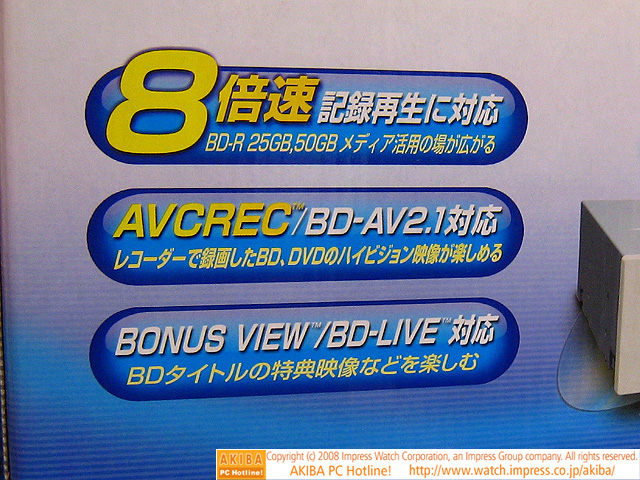 8倍速 記録再生に対応
BD-R 25GB,50GB メディア活用の場が広がる
AVCREC™/BD-AV2.1対応
レコーダーで録画したBD、DVDのハイビジョン映像が楽しめる
BONUS VIEW™/BD-LIVE™対応
BDタイトルの特典映像などを楽しむ
AKIBA
PC Hotline!
Copyright (c) 2008 Impress Watch Corporation, an Impress Group company. All rights reserved.
AKIBA PC Hotline! http://www.watch.impress.co.jp/akiba/